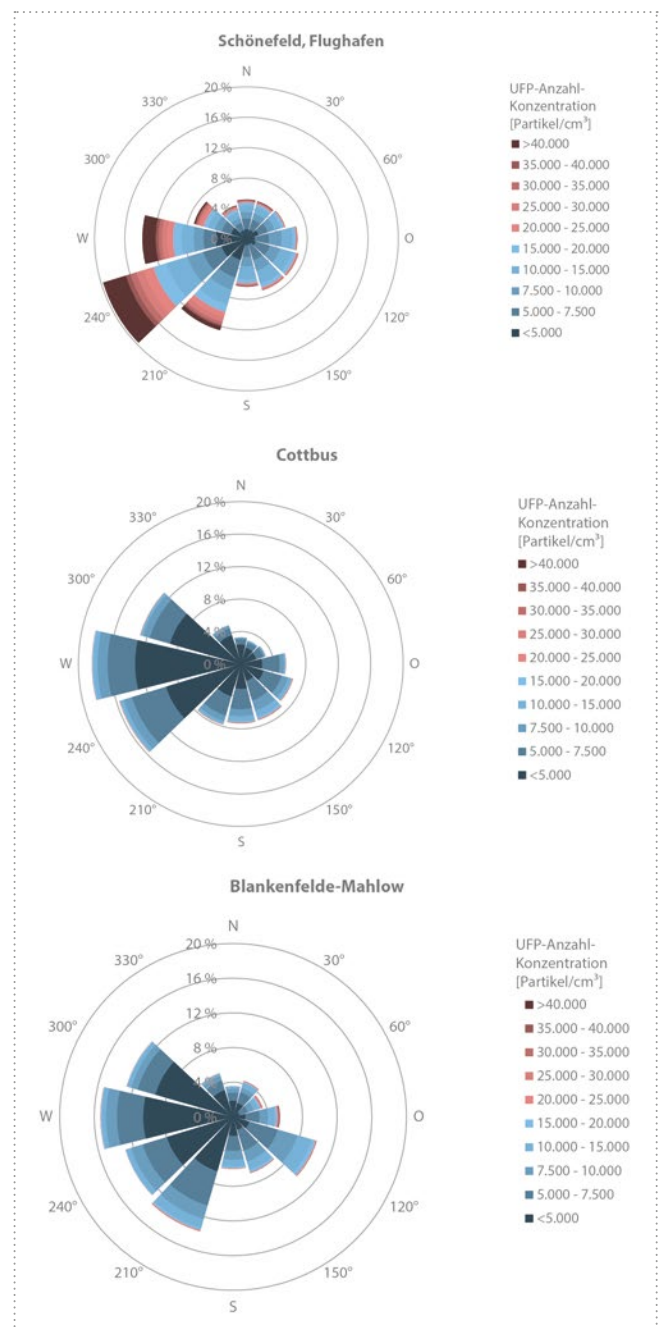 Schönefeld, Flughafen
N
20 %
330°
30°
16 %
12 %
300°
60°
8 %
4 %
W
0 %
O
240°
120°
210°
150°
S
UFP-Anzahl-
Konzentration
[Partikel/cm³]
>40.000
35.000 - 40.000
30.000 - 35.000
25.000 - 30.000
20.000 - 25.000
15.000 - 20.000
10.000 - 15.000
7.500 - 10.000
5.000 - 7.500
<5.000
Cottbus
N
20 %
330°
30°
16 %
12 %
300°
60°
8 %
4 %
W
0 %
O
240°
120°
210°
150°
S
UFP-Anzahl-
Konzentration
[Partikel/cm³]
>40.000
35.000 - 40.000
30.000 - 35.000
25.000 - 30.000
20.000 - 25.000
15.000 - 20.000
10.000 - 15.000
7.500 - 10.000
5.000 - 7.500
<5.000
Blankenfelde-Mahlow
N
20 %
330°
30°
16 %
12 %
300°
60°
8 %
4 %
W
0 %
O
240°
120°
210°
150°
S
UFP-Anzahl-
Konzentration
[Partikel/cm³]
>40.000
35.000 - 40.000
30.000 - 35.000
25.000 - 30.000
20.000 - 25.000
15.000 - 20.000
10.000 - 15.000
7.500 - 10.000
5.000 - 7.500
<5.000